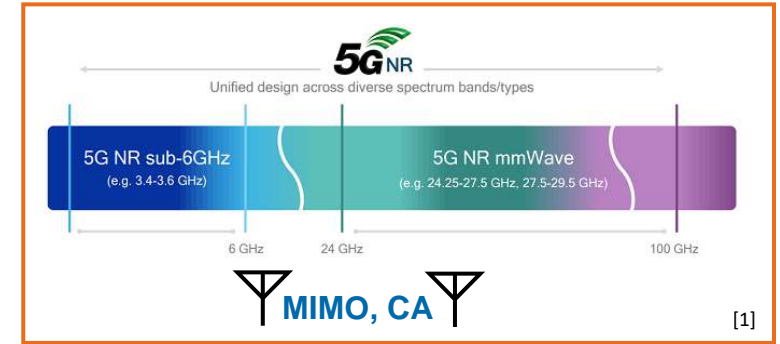 5G NR
Unified design across diverse spectrum bands/types
5G NR sub-6GHz
(e.g. 3.4-3.6 GHz)
5G NR mmWave
(e.g. 24.25-27.5 GHz, 27.5-29.5 GHz)
6 GHz
24 GHz
100 GHz
MIMO, CA
[1]